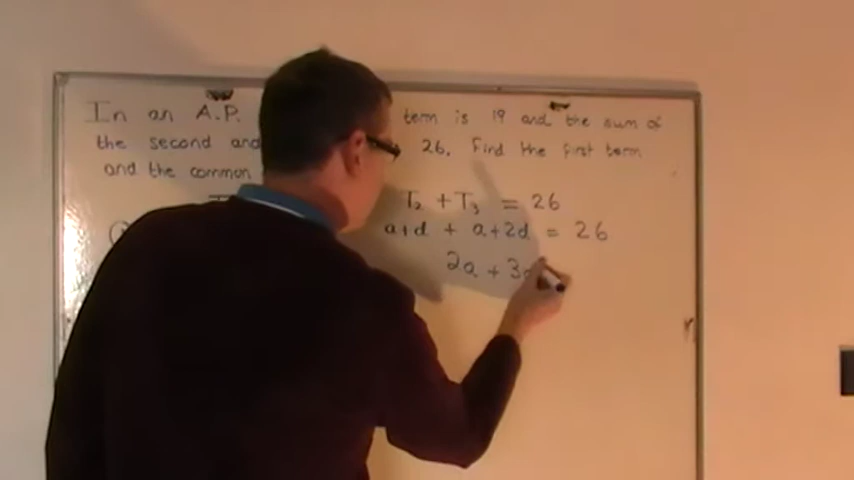 In an A.P. term is 19 and the sum of
the second and 26. Find the first term
and the common
T₂ + T₃ = 26
a+d + a+2d = 26
2a + 3d